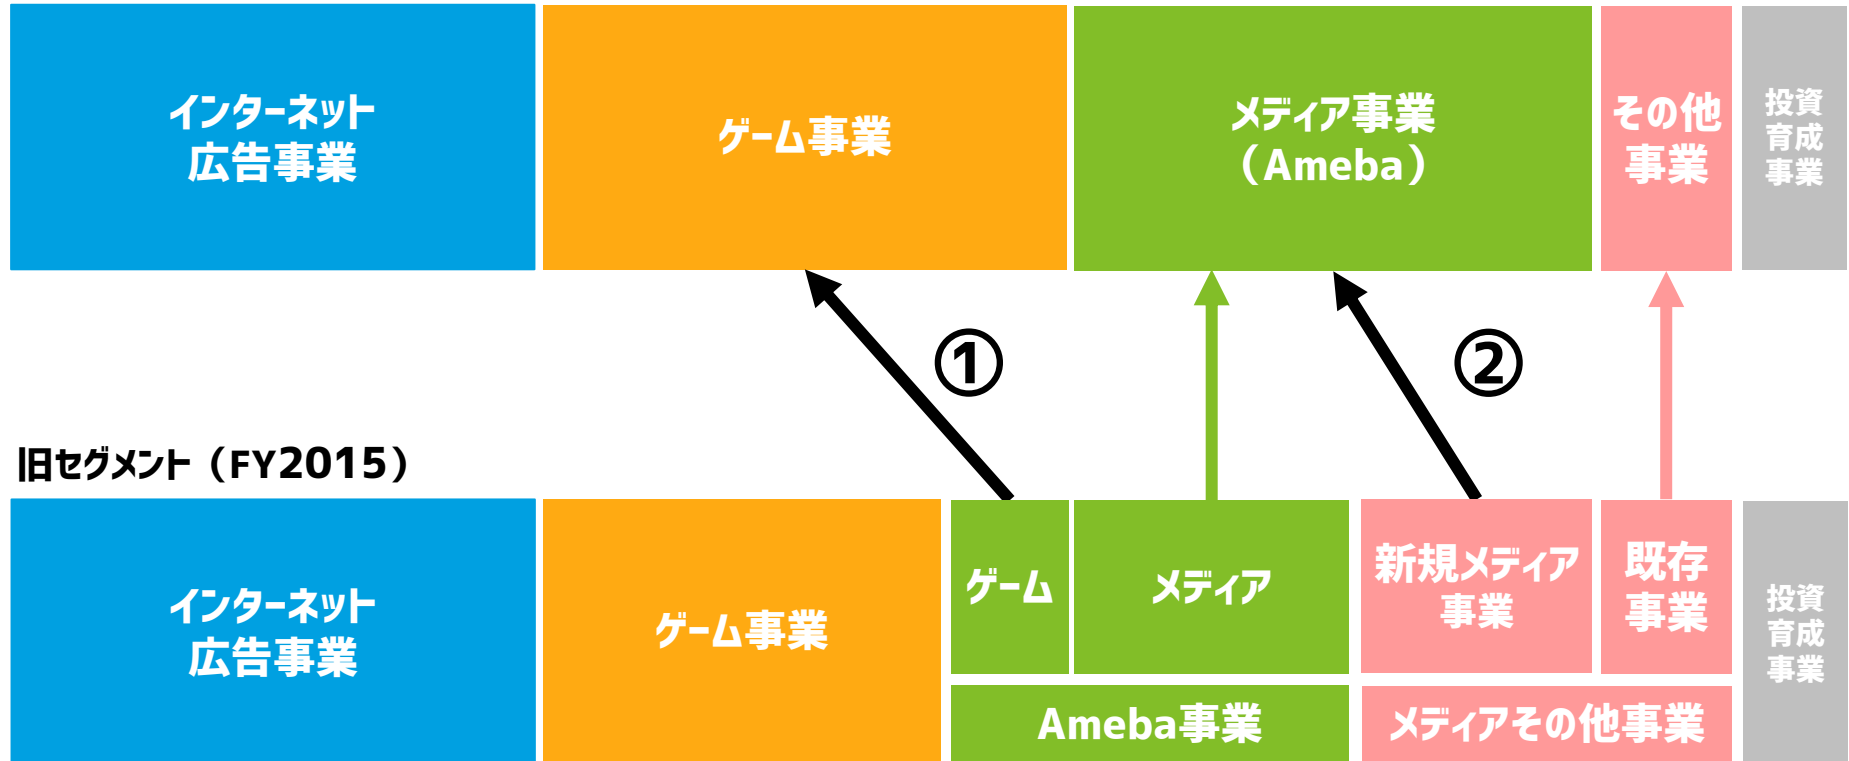 インターネット
広告事業
ゲーム事業
メディア事業
（Ameba）
その他
事業
投資
育成
事業
①
②
旧セグメント（FY2015）
インターネット
広告事業
ゲーム事業
ゲーム
メディア
新規メディア
事業
既存
事業
投資
育成
事業
Ameba事業
メディアその他事業